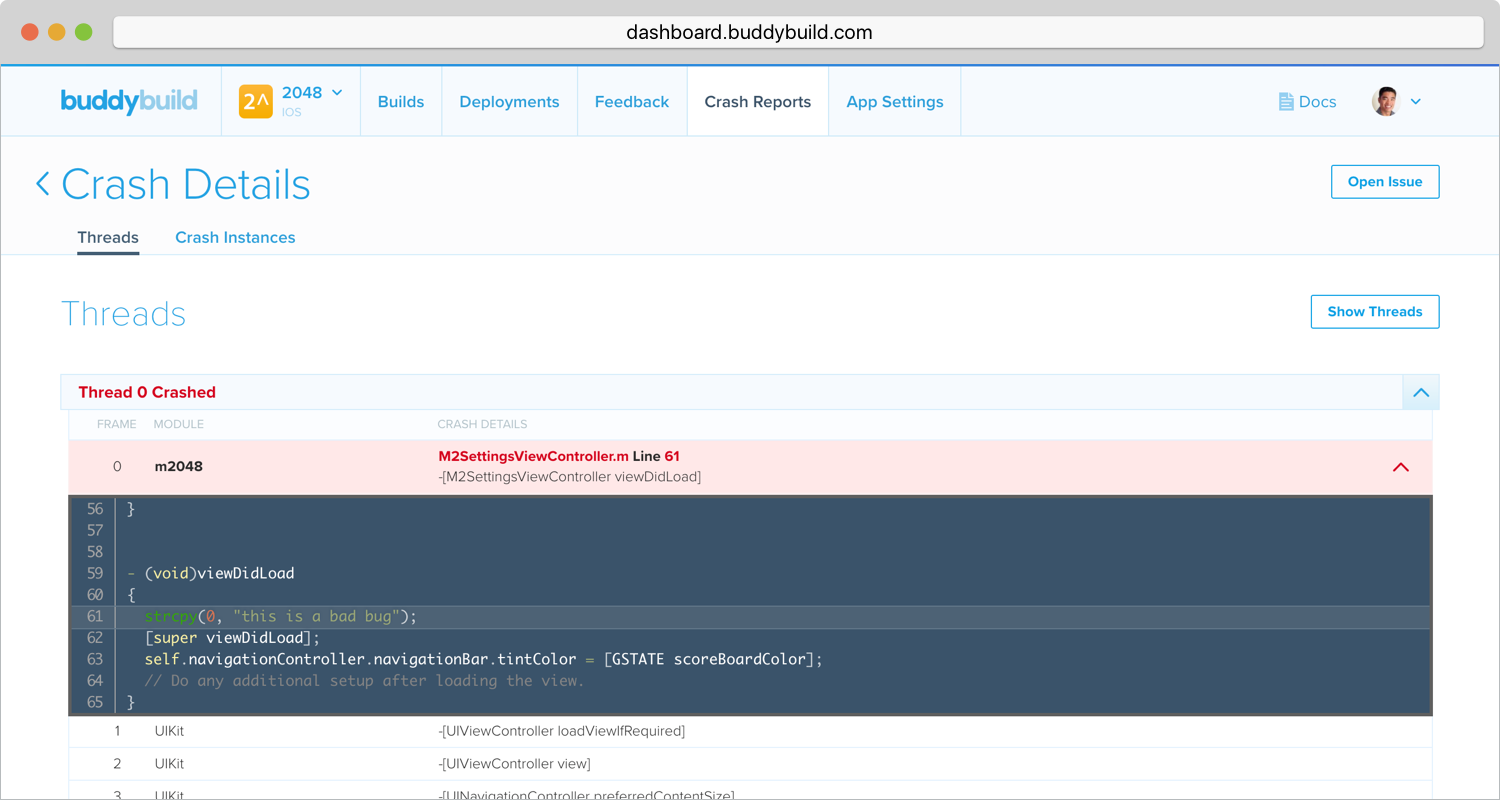 dashboard.buddybuild.com
buddybuild
2^
2048
IOS
Builds
Deployments
Feedback
Crash Reports
App Settings
Docs
Crash Details
Open Issue
Threads
Crash Instances
Threads
Show Threads
Thread 0 Crashed
FRAME MODULE CRASH DETAILS
0 m2048 M2SettingsViewController.m Line 61
-[M2SettingsViewController viewDidLoad]
56 }
57
58
59 - (void)viewDidLoad
60 {
61 strcpy(0, "this is a bad bug");
62 [super viewDidLoad];
63 self.navigationController.navigationBar.tintColor = [GSTATE scoreBoardColor];
64 // Do any additional setup after loading the view.
65 }
1 UIKit -[UIViewController loadViewIfRequired]
2 UIKit -[UIViewController view]
3 UIKit -[UINavigationController preferredContentSize]